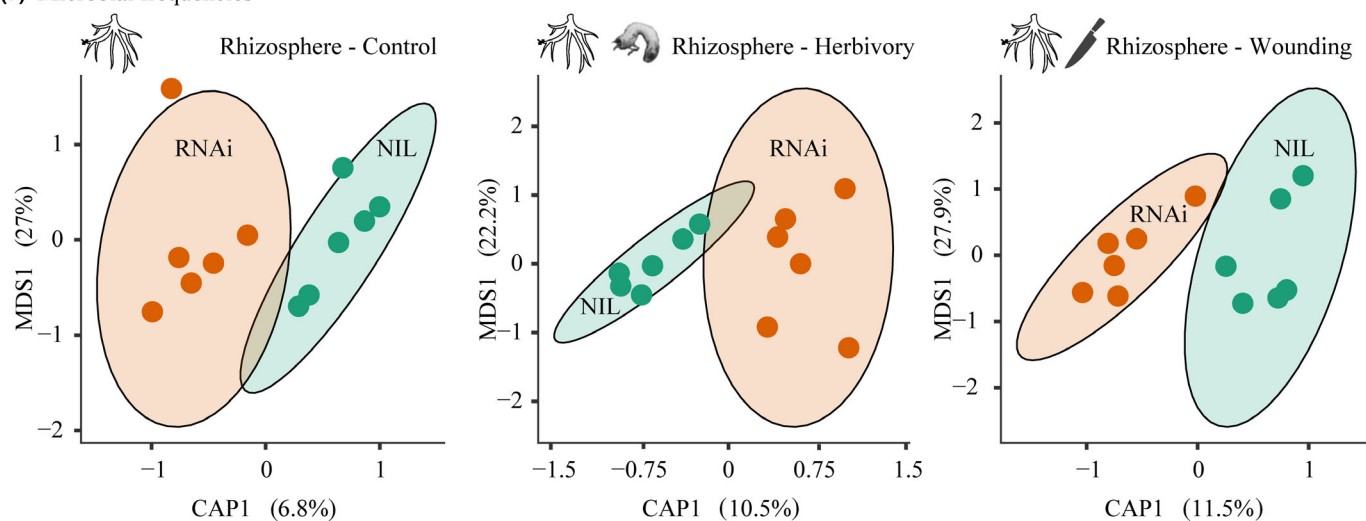 Rhizosphere - Control
RNAi
NIL
MDS1 (27%)
1
0
−1
−2
−1
0
1
CAP1 (6.8%)
Rhizosphere - Herbivory
RNAi
NIL
MDS1 (22.2%)
2
1
0
−1
−2
−1.5
−0.75
0
0.75
1.5
CAP1 (10.5%)
Rhizosphere - Wounding
NIL
RNAi
MDS1 (27.9%)
2
1
0
−1
−2
−1
0
1
CAP1 (11.5%)